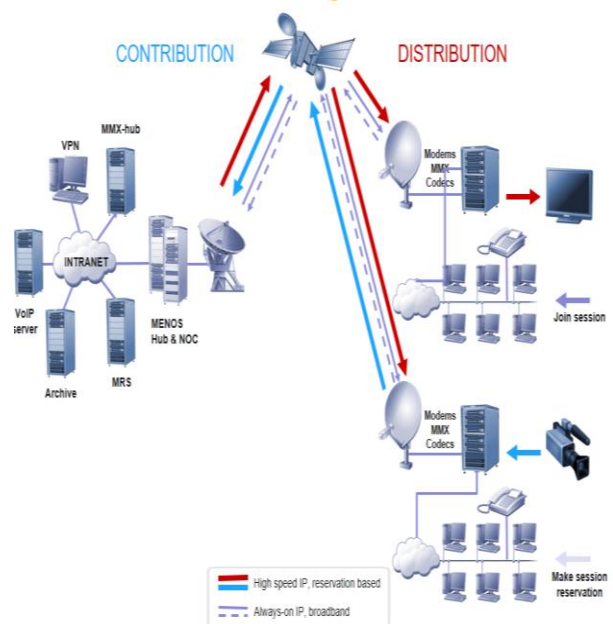 CONTRIBUTION
DISTRIBUTION
MMX-hub
VPN
Modems
MMX
Codecs
INTRANET
VoIP
server
MENOS
Hub & NOC
Join session
Archive
MRS
Modems
MMX
Codecs
Make session
reservation
High speed IP, reservation based
Always-on IP, broadband